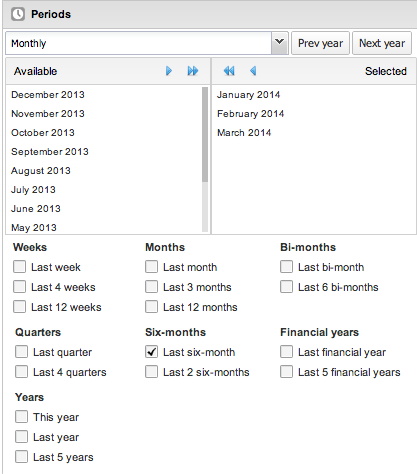 Periods
Monthly Prev year Next year
Available Selected
December 2013 January 2014
November 2013 February 2014
October 2013 March 2014
September 2013
August 2013
July 2013
June 2013
May 2013
Weeks Months Bi-months
Last week Last month Last bi-month
Last 4 weeks Last 3 months Last 6 bi-months
Last 12 weeks Last 12 months
Quarters Six-months Financial years
Last quarter Last six-month Last financial year
Last 4 quarters Last 2 six-months Last 5 financial years
Years
This year
Last year
Last 5 years